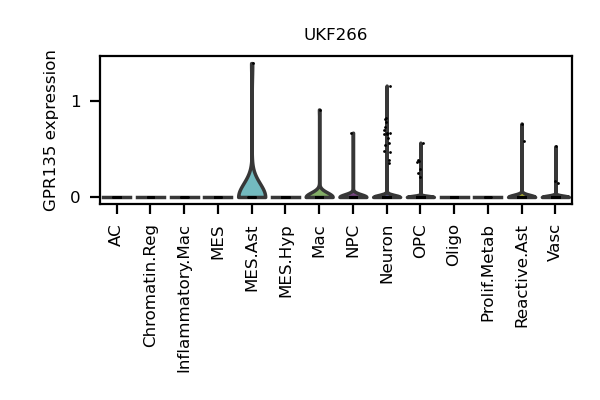 UKF266
GPR135 expression
1
0
AC
Chromatin.Reg
Inflammatory.Mac
MES
MES.Ast
MES.Hyp
Mac
NPC
Neuron
OPC
Oligo
Prolif.Metab
Reactive.Ast
Vasc